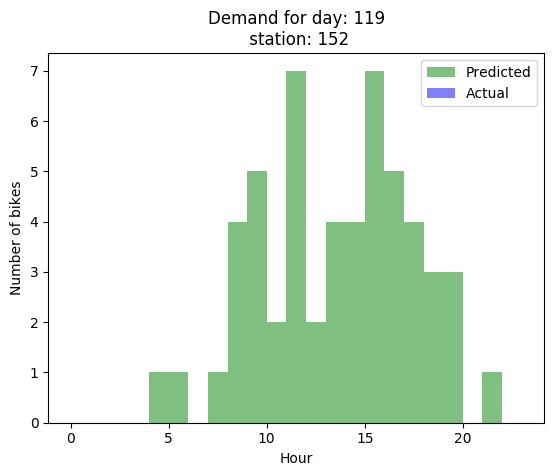 Demand for day: 119
station: 152
Predicted
Actual
Number of bikes
7
6
5
4
3
2
1
0
0
5
10
15
20
Hour